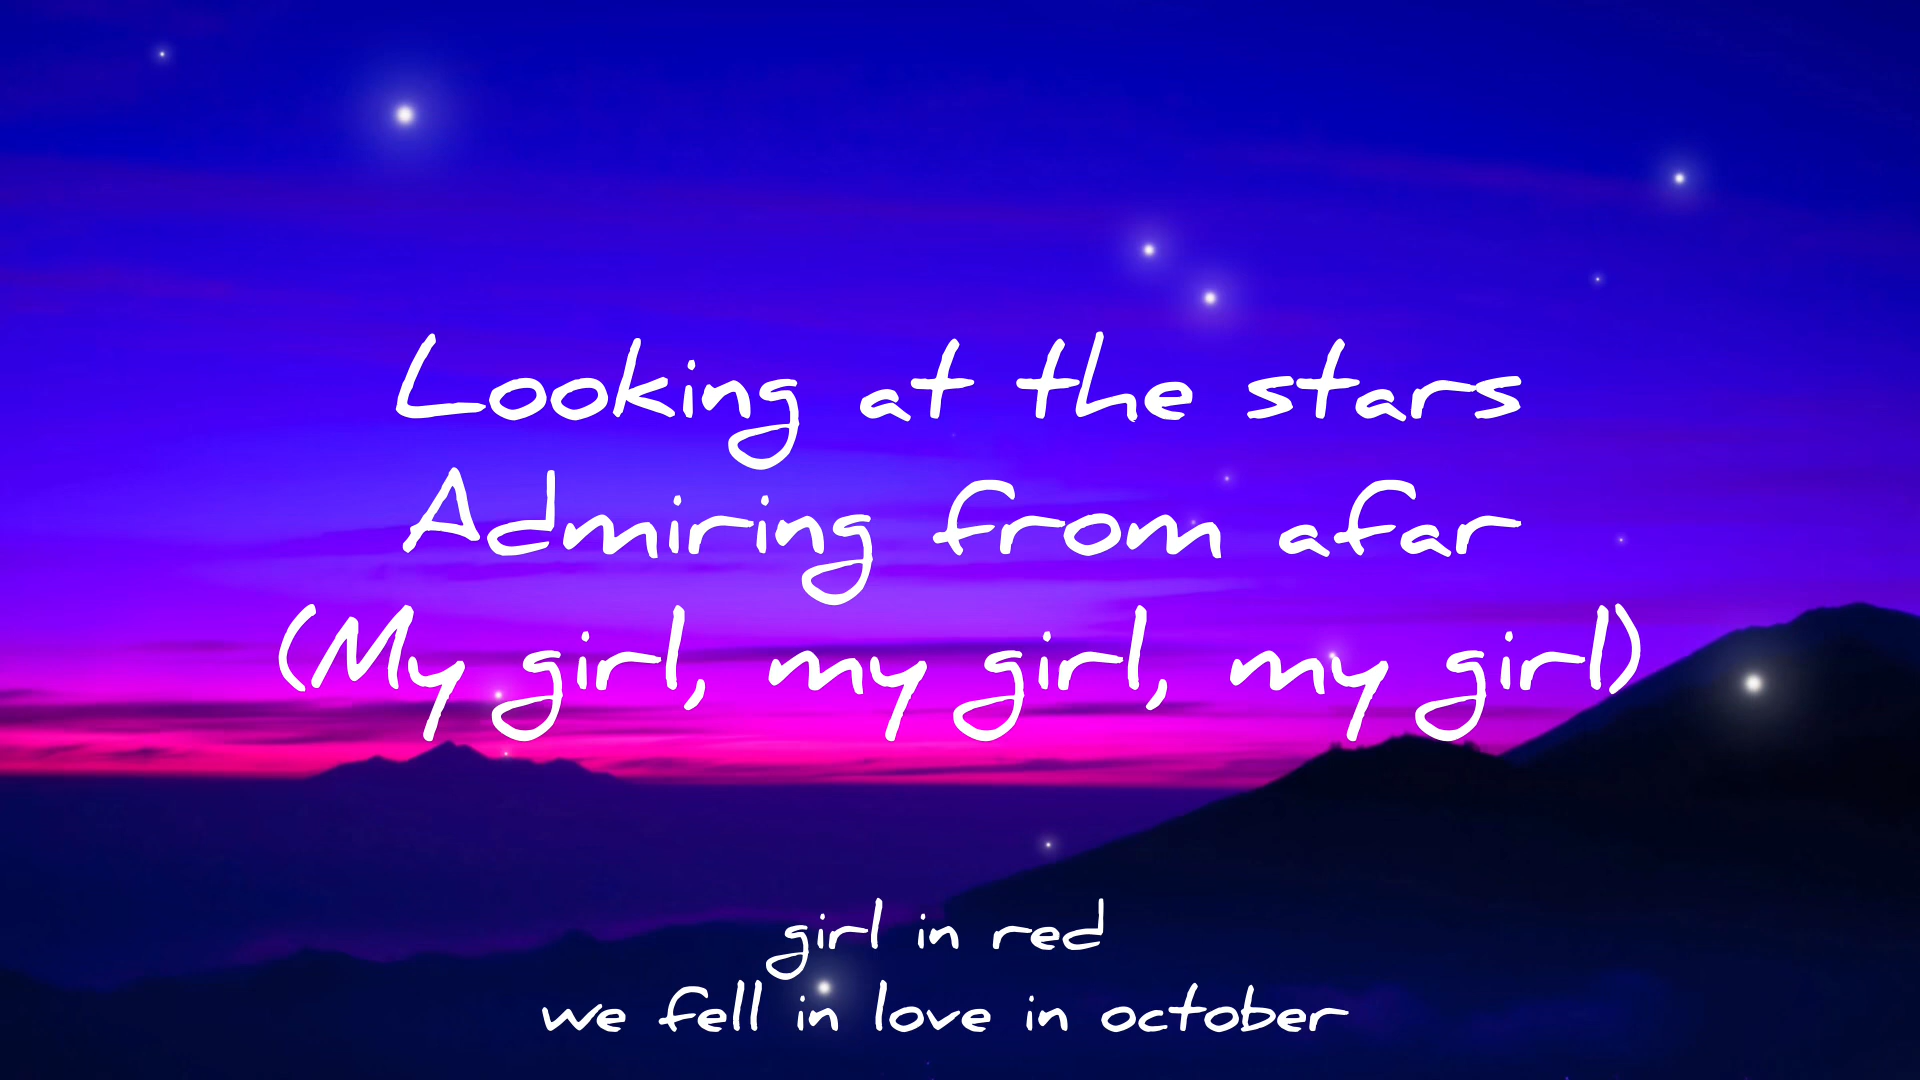 Looking at the stars
Admiring from afar
(My girl, my girl, my girl)
girl in red
we fell in love in october